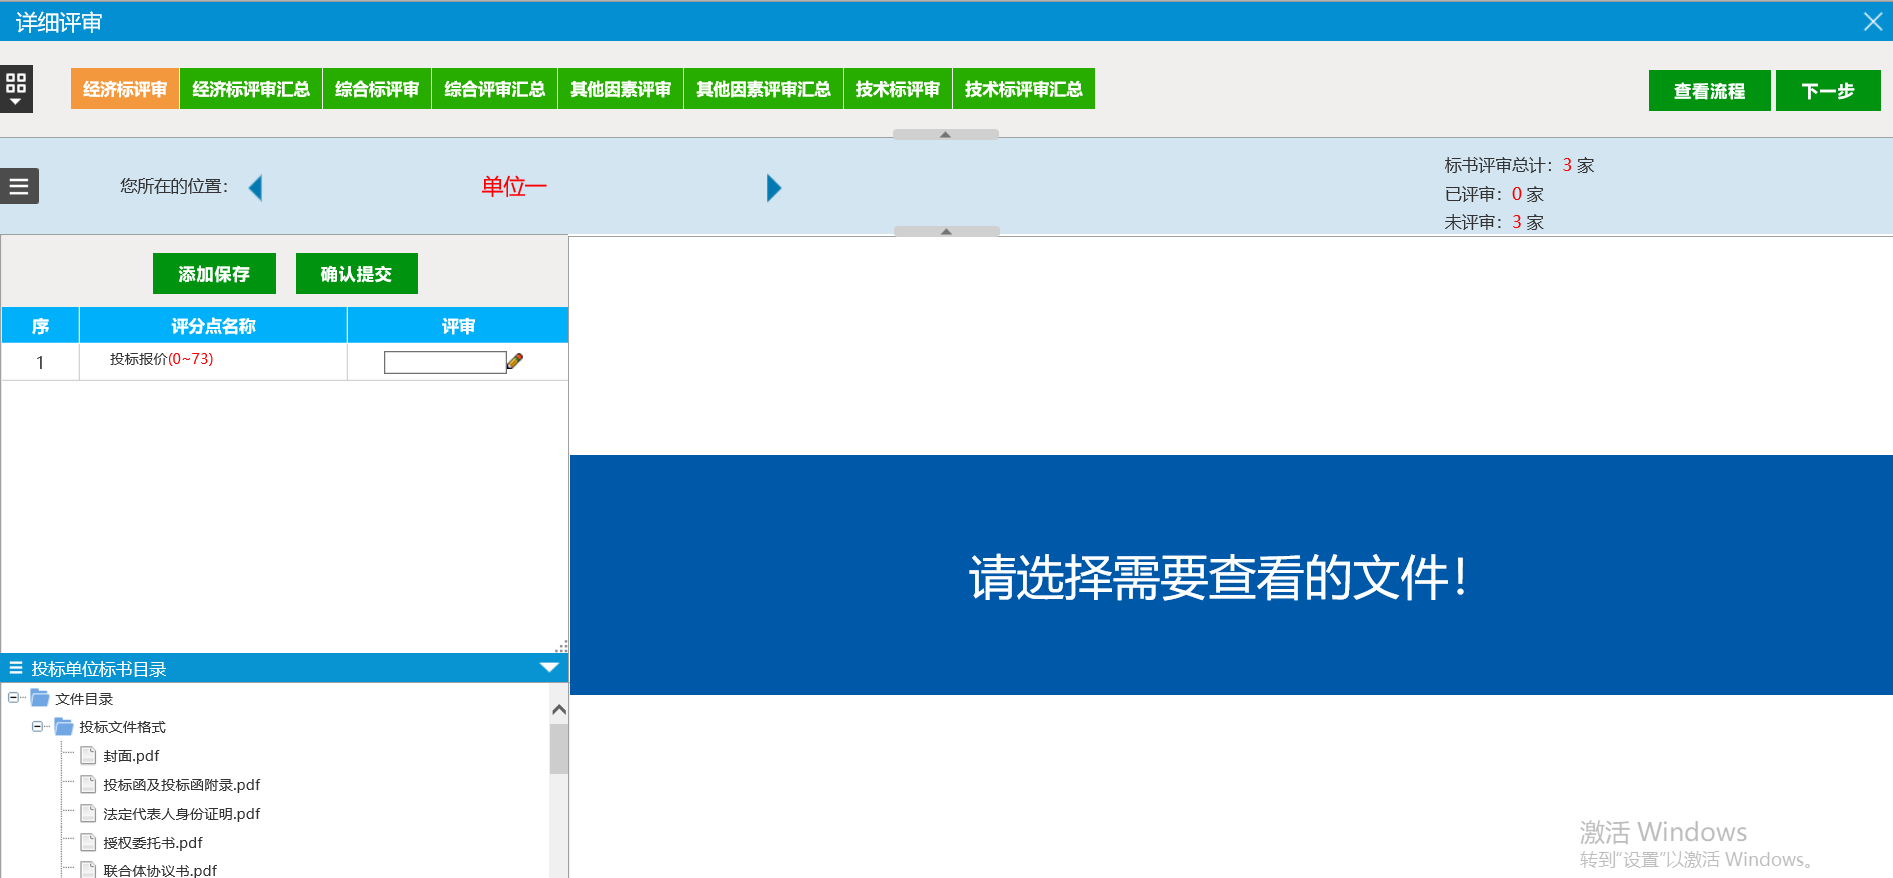 详细评审
经济标评审 经济标评审汇总 综合标评审 综合评审汇总 其他因素评审 其他因素评审汇总 技术标评审 技术标评审汇总
查看流程 下一步
您所在的位置： 单位一
标书评审总计：3 家
已评审：0 家
未评审：3 家
添加保存 确认提交
序 评分点名称 评审
1 投标报价(0~73)
请选择需要查看的文件！
投标单位标书目录
文件目录
投标文件格式
封面.pdf
投标函及投标函附录.pdf
法定代表人身份证明.pdf
授权委托书.pdf
联合体协议书.pdf
激活 Windows
转到“设置”以激活 Windows。